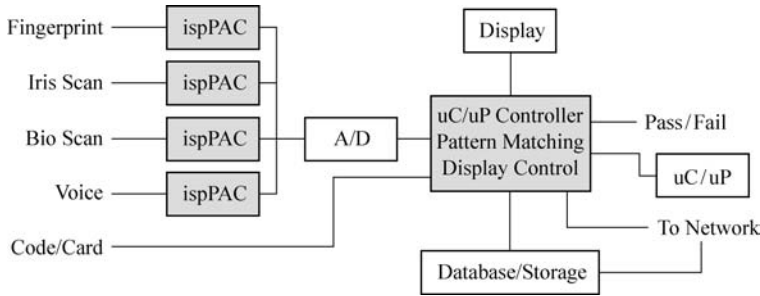 Fingerprint
ispPAC
Iris Scan
ispPAC
Bio Scan
ispPAC
Voice
ispPAC
Code/Card
A/D
Display
uC/uP Controller
Pattern Matching
Display Control
Pass/Fail
uC/uP
To Network
Database/Storage